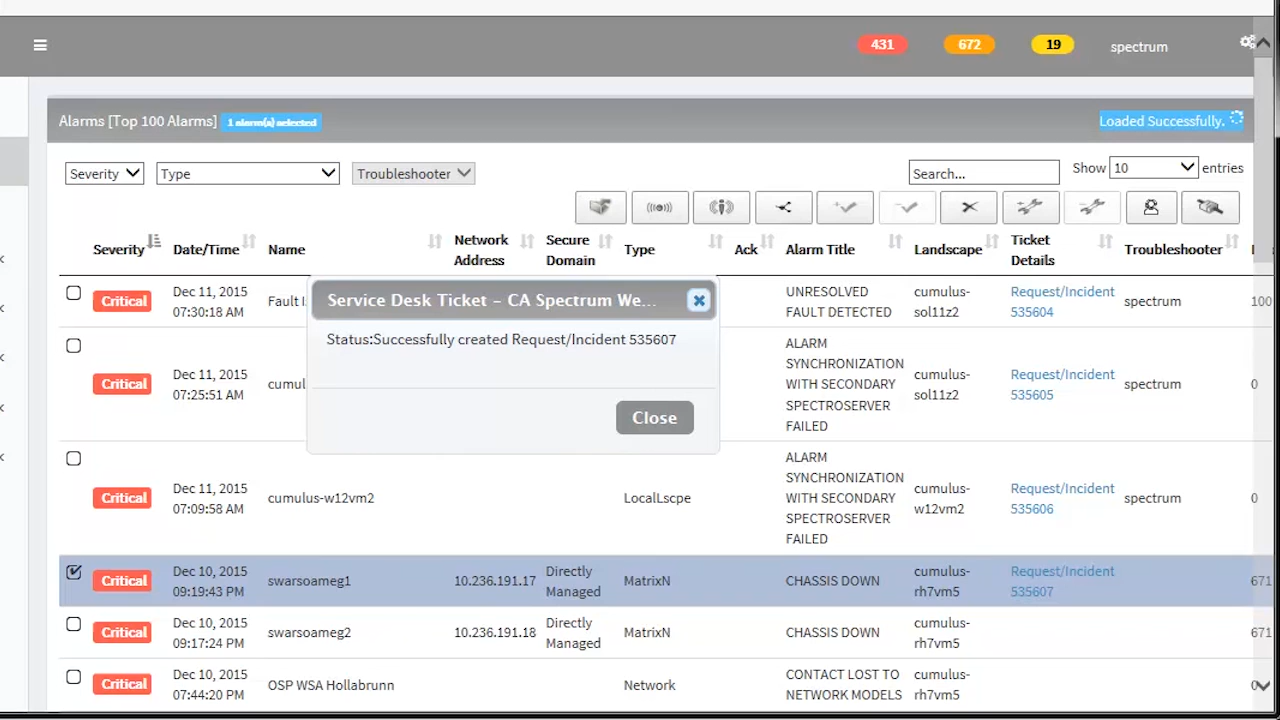 431 672 19 spectrum
Alarms [Top 100 Alarms] 1 alarm(s) selected Loaded Successfully.
Severity Type Troubleshooter Search... Show 10 entries
Severity Date/Time Name Network Address Secure Domain Type Ack Alarm Title Landscape Ticket Details Troubleshooter
Service Desk Ticket – CA Spectrum We...
Status:Successfully created Request/Incident 535607
Close
Critical Dec 11, 2015 07:30:18 AM UNRESOLVED FAULT DETECTED cumulus-sol11z2 Request/Incident 535604 spectrum 100
Critical Dec 11, 2015 07:25:51 AM ALARM SYNCHRONIZATION WITH SECONDARY SPECTROSERVER FAILED cumulus-sol11z2 Request/Incident 535605 spectrum 0
Critical Dec 11, 2015 07:09:58 AM cumulus-w12vm2 LocalLscpe ALARM SYNCHRONIZATION WITH SECONDARY SPECTROSERVER FAILED cumulus-w12vm2 Request/Incident 535606 spectrum 0
Critical Dec 10, 2015 09:19:43 PM swarsoameg1 10.236.191.17 Directly Managed MatrixN CHASSIS DOWN cumulus-rh7vm5 Request/Incident 535607 671
Critical Dec 10, 2015 09:17:24 PM swarsoameg2 10.236.191.18 Directly Managed MatrixN CHASSIS DOWN cumulus-rh7vm5 671
Critical Dec 10, 2015 07:44:20 PM OSP WSA Hollabrunn Network CONTACT LOST TO NETWORK MODELS cumulus-rh7vm5